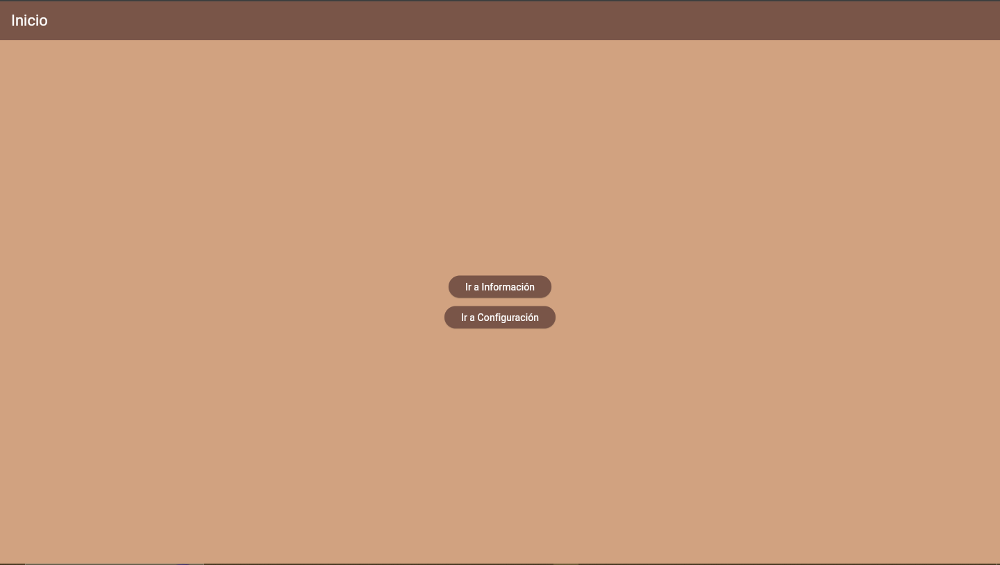 Inicio
Ir a Información
Ir a Configuración